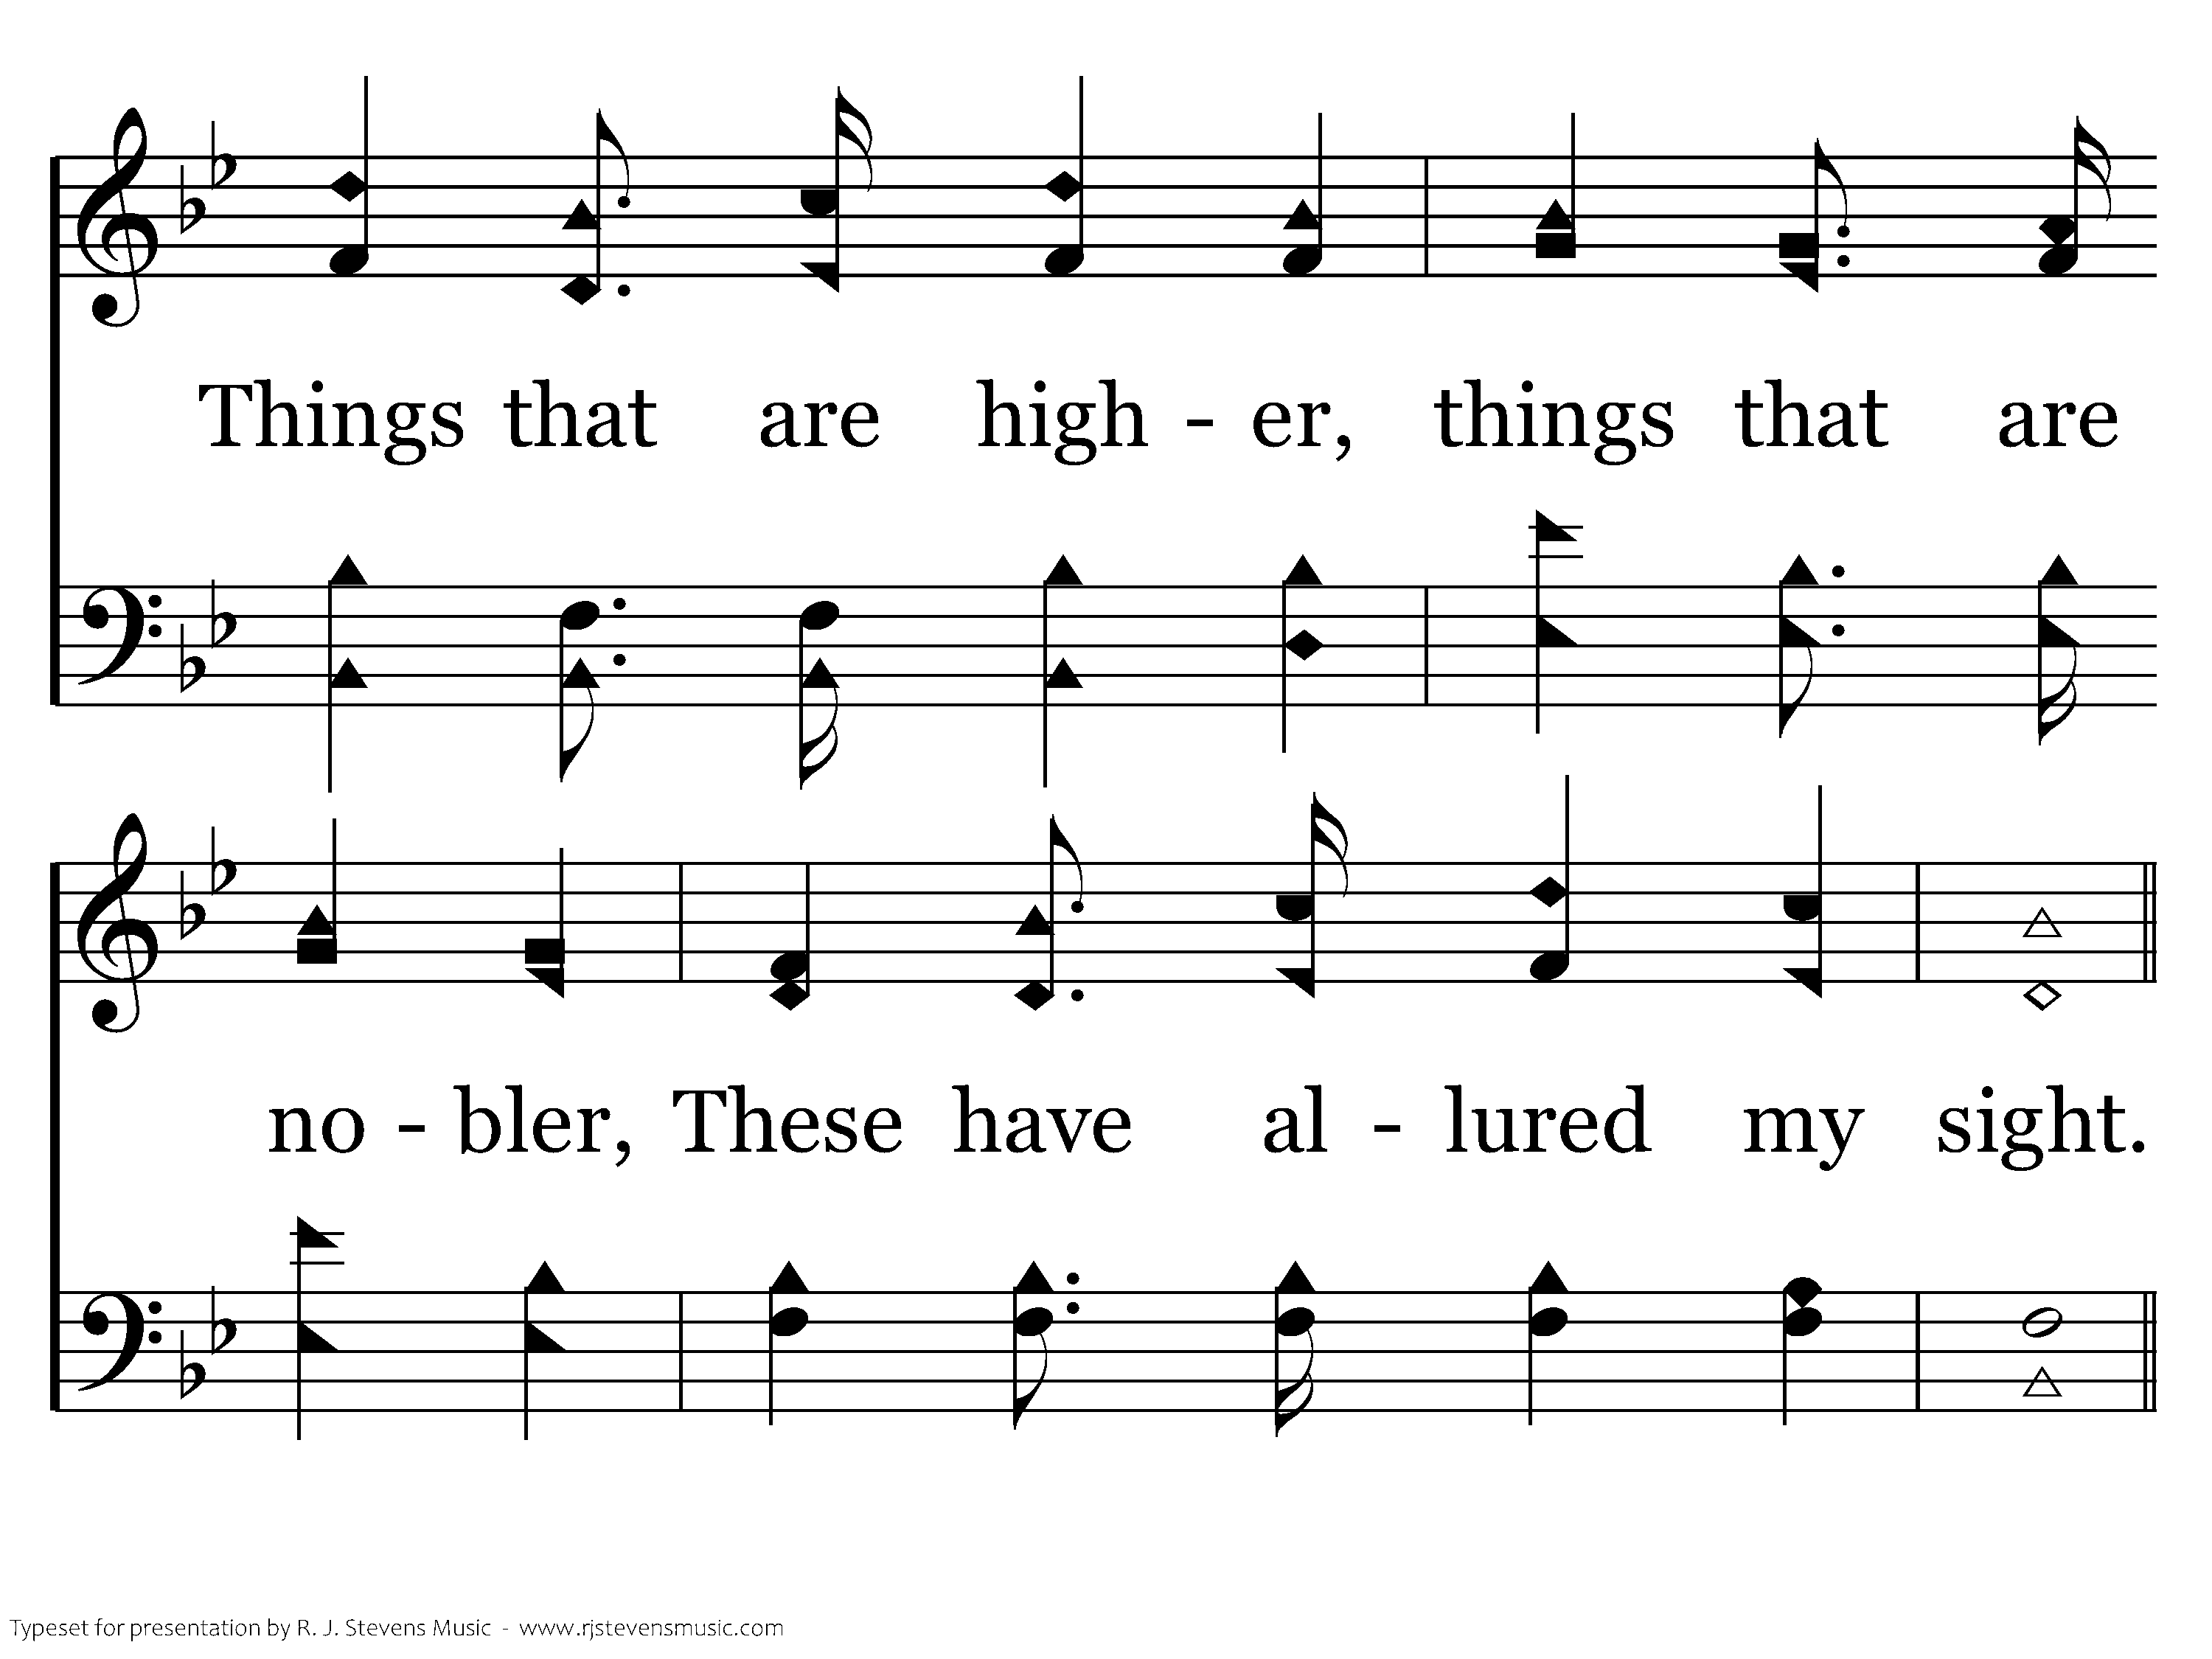 Things that are high - er, things that are
no - bler, These have al - lured my sight.
Typeset for presentation by R. J. Stevens Music - www.rjstevensmusic.com